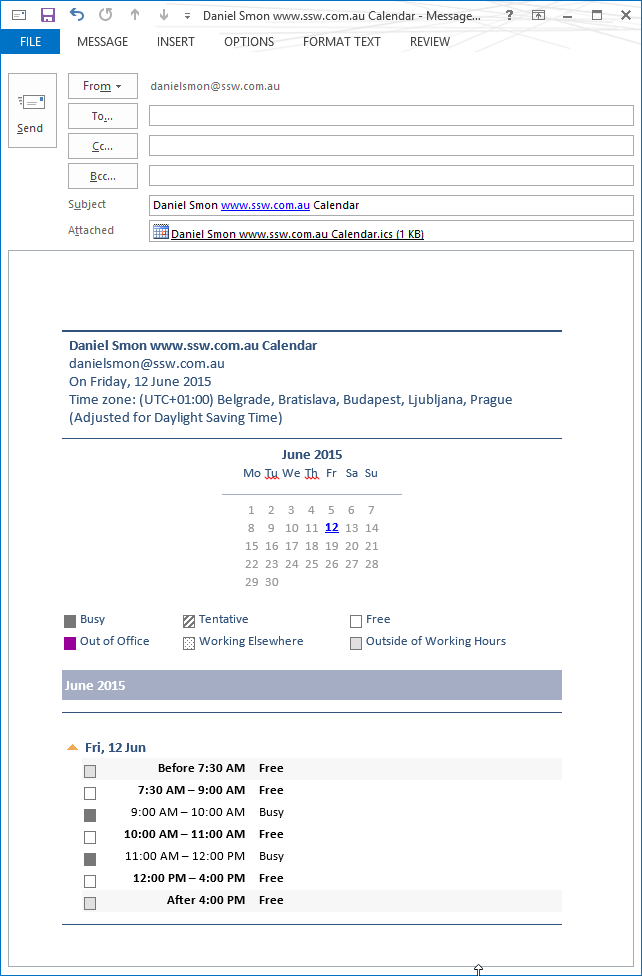 Daniel Smon www.ssw.com.au Calendar - Message...
?
FILE MESSAGE INSERT OPTIONS FORMAT TEXT REVIEW
Send
From danielsmon@ssw.com.au
To...
Cc...
Bcc...
Subject Daniel Smon www.ssw.com.au Calendar
Attached Daniel Smon www.ssw.com.au Calendar.ics (1 KB)
Daniel Smon www.ssw.com.au Calendar
danielsmon@ssw.com.au
On Friday, 12 June 2015
Time zone: (UTC+01:00) Belgrade, Bratislava, Budapest, Ljubljana, Prague
(Adjusted for Daylight Saving Time)
June 2015
Mo Tu We Th Fr Sa Su
1 2 3 4 5 6 7
8 9 10 11 12 13 14
15 16 17 18 19 20 21
22 23 24 25 26 27 28
29 30
Busy Tentative Free
Out of Office Working Elsewhere Outside of Working Hours
June 2015
Fri, 12 Jun
Before 7:30 AM Free
7:30 AM – 9:00 AM Free
9:00 AM – 10:00 AM Busy
10:00 AM – 11:00 AM Free
11:00 AM – 12:00 PM Busy
12:00 PM – 4:00 PM Free
After 4:00 PM Free